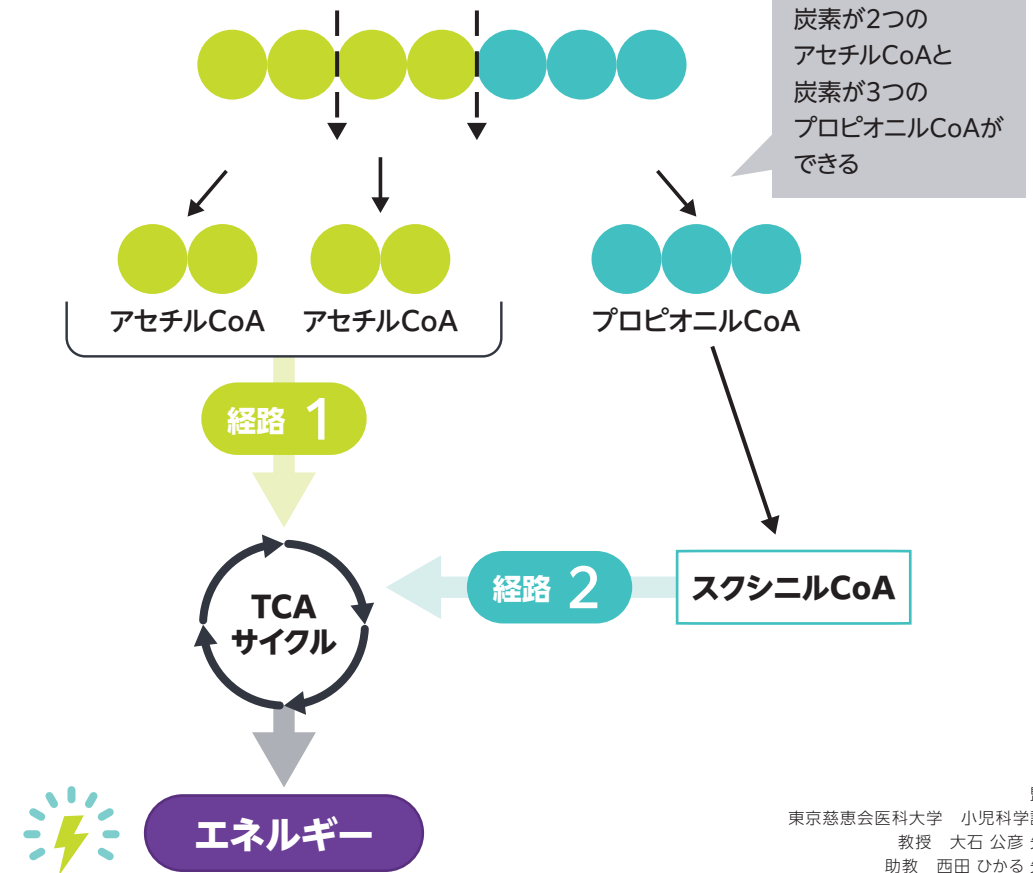 炭素が2つの
アセチルCoAと
炭素が3つの
プロピオニルCoAが
できる
アセチルCoA
アセチルCoA
プロピオニルCoA
経路 1
経路 2
スクシニルCoA
TCA
サイクル
エネルギー
東京慈恵会医科大学 小児科学
教授 大石 公彦
助教 西田 ひかる